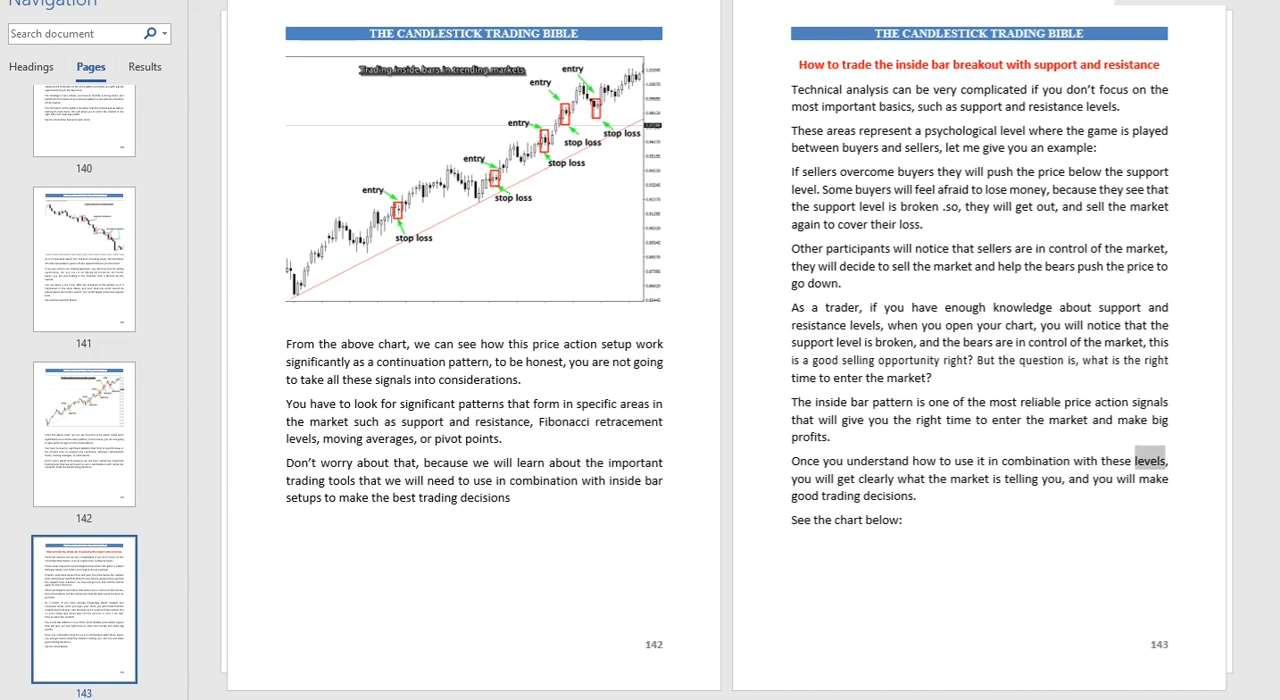 Navigation
Search document
Headings
Pages
Results
140
141
142
143
THE CANDLESTICK TRADING BIBLE
Trading inside bars in trending markets
entry
entry
entry
stop loss
stop loss
entry
stop loss
stop loss
entry
stop loss
From the above chart, we can see how this price action setup work
significantly as a continuation pattern, to be honest, you are not going
to take all these signals into considerations.
You have to look for significant patterns that form in specific areas in
the market such as support and resistance, Fibonacci retracement
levels, moving averages, or pivot points.
Don’t worry about that, because we will learn about the important
trading tools that we will need to use in combination with inside bar
setups to make the best trading decisions
142
THE CANDLESTICK TRADING BIBLE
How to trade the inside bar breakout with support and resistance
Technical analysis can be very complicated if you don’t focus on the
most important basics, such as support and resistance levels.
These areas represent a psychological level where the game is played
between buyers and sellers, let me give you an example:
If sellers overcome buyers they will push the price below the support
level. Some buyers will feel afraid to lose money, because they see that
the support level is broken .so, they will get out, and sell the market
again to cover their loss.
Other participants will notice that sellers are in control of the market,
they will decide to sell the market and help the bears push the price to
go down.
As a trader, if you have enough knowledge about support and
resistance levels, when you open your chart, you will notice that the
support level is broken, and the bears are in control of the market, this
is a good selling opportunity right? But the question is, what is the right
time to enter the market?
The inside bar pattern is one of the most reliable price action signals
that will give you the right time to enter the market and make big
profits.
Once you understand how to use it in combination with these levels,
you will get clearly what the market is telling you, and you will make
good trading decisions.
See the chart below:
143